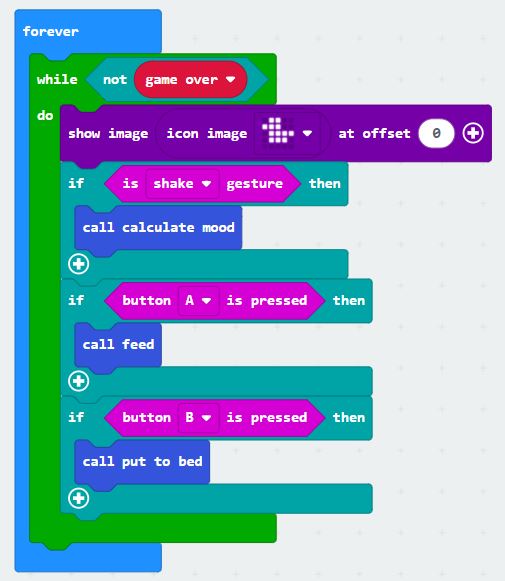 forever
while not game over
do
show image icon image at offset 0
if is shake gesture then
call calculate mood
if button A is pressed then
call feed
if button B is pressed then
call put to bed